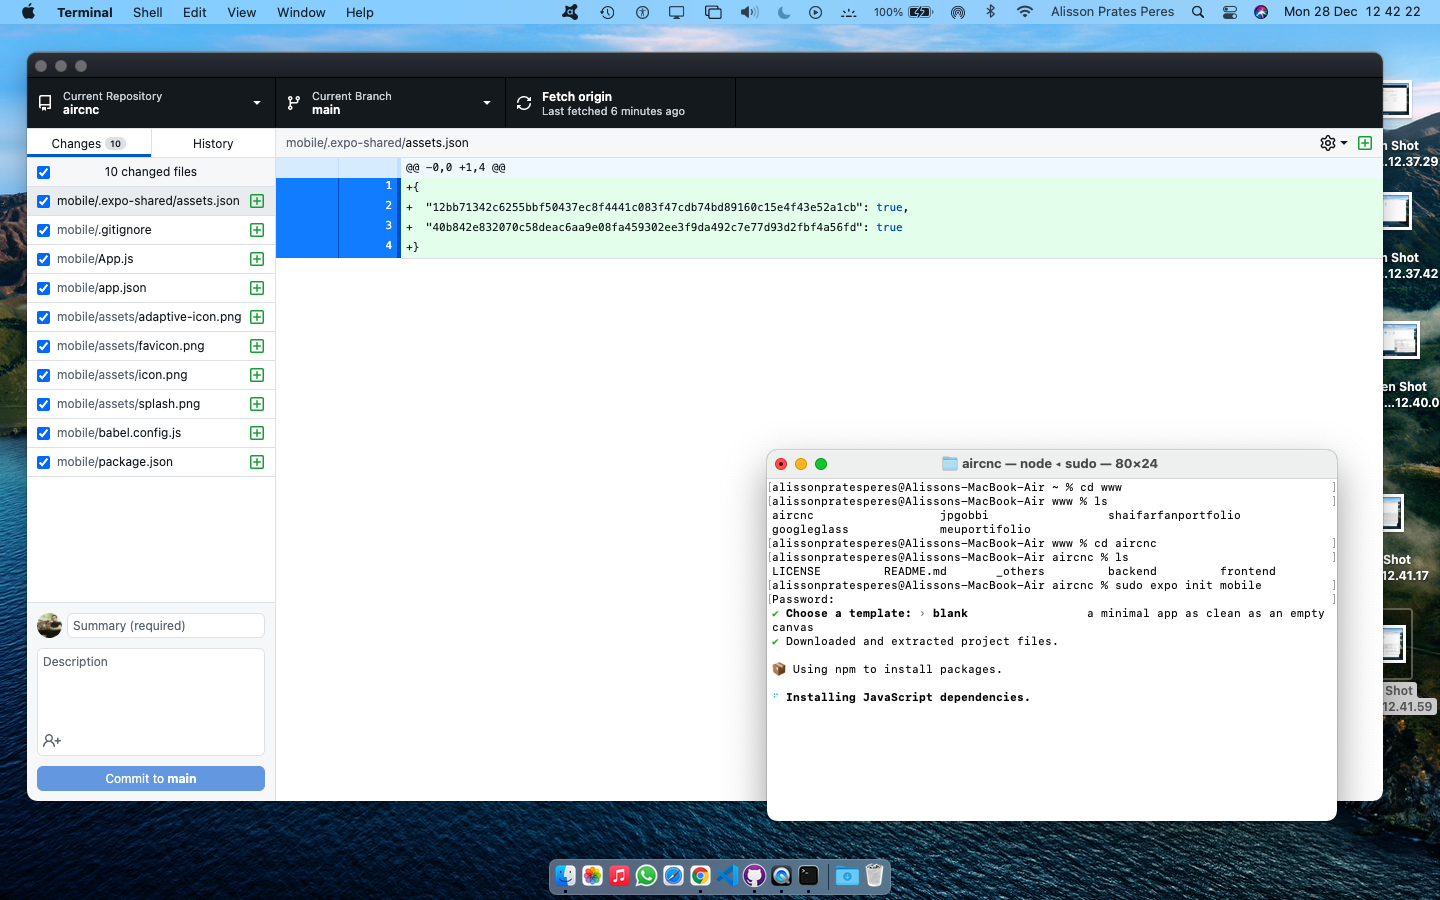 Terminal Shell Edit View Window Help 100% Alisson Prates Peres Mon 28 Dec 12 42 22
Current Repository
aircnc
Current Branch
main
Fetch origin
Last fetched 6 minutes ago
Changes 10 History
mobile/.expo-shared/assets.json
10 changed files
mobile/.expo-shared/assets.json
mobile/.gitignore
mobile/App.js
mobile/app.json
mobile/assets/adaptive-icon.png
mobile/assets/favicon.png
mobile/assets/icon.png
mobile/assets/splash.png
mobile/babel.config.js
mobile/package.json
@@ -0,0 +1,4 @@
1 +{
2 + "12bb71342c6255bbf50437ec8f4441c083f47cdb74bd89160c15e4f43e52a1cb": true,
3 + "40b842e832070c58deac6aa9e08fa459302ee3f9da492c7e77d93d2fbf4a56fd": true
4 +}
Summary (required)
Description
Commit to main
aircnc — node ◂ sudo — 80×24
[alissonpratesperes@Alissons-MacBook-Air ~ % cd www ]
[alissonpratesperes@Alissons-MacBook-Air www % ls ]
aircnc jpgobbi shaifarfanportfolio
googleglass meuportifolio
[alissonpratesperes@Alissons-MacBook-Air www % cd aircnc ]
[alissonpratesperes@Alissons-MacBook-Air aircnc % ls ]
LICENSE README.md _others backend frontend
[alissonpratesperes@Alissons-MacBook-Air aircnc % sudo expo init mobile ]
[Password: ]
✔ Choose a template: › blank a minimal app as clean as an empty
canvas
✔ Downloaded and extracted project files.
📦 Using npm to install packages.
Installing JavaScript dependencies.
n Shot
.12.37.29
n Shot
.12.37.42
en Shot
...12.40.0
Shot
12.41.17
Shot
12.41.59